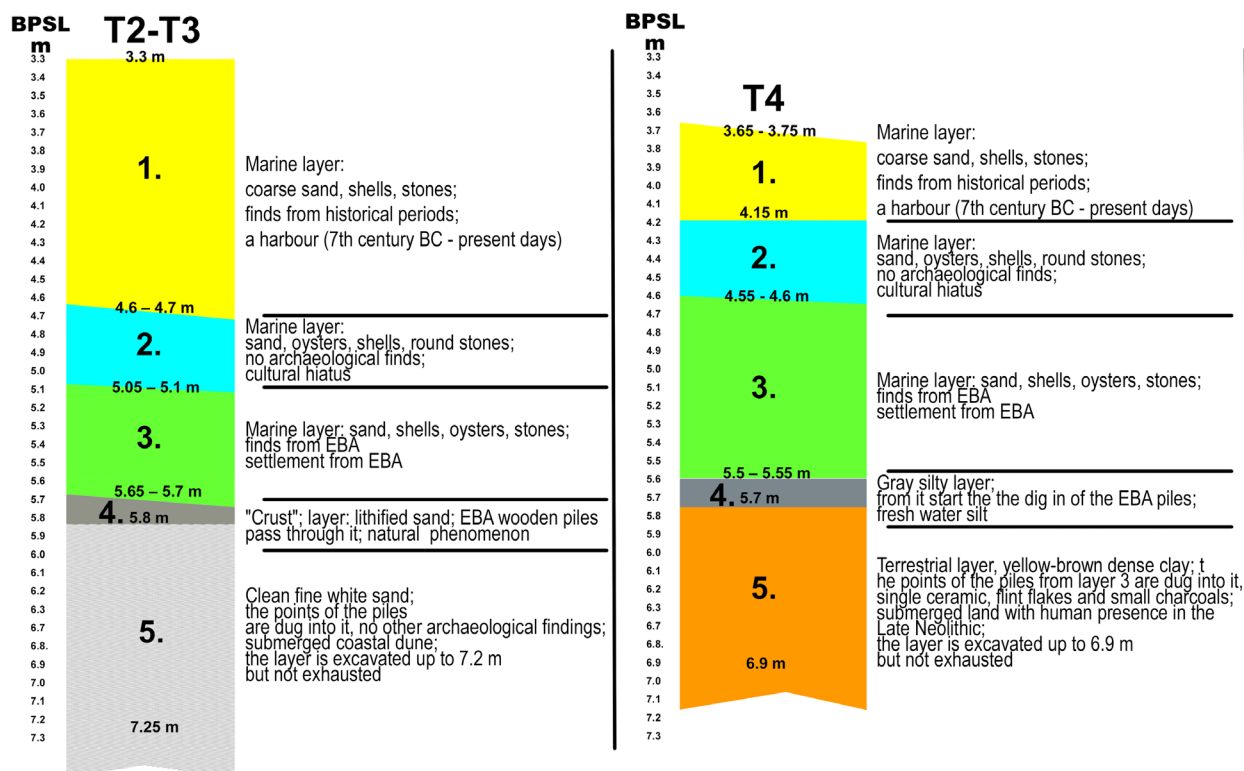 BPSL
m
T2-T3
3.3
3.4
3.5
3.6
3.7
3.8
3.9
4.0
4.1
4.2
4.3
4.4
4.5
4.6
4.7
4.8
4.9
5.0
5.1
5.2
5.3
5.4
5.5
5.6
5.7
5.8
5.9
6.0
6.1
6.2
6.3
6.7
6.8.
6.9
7.0
7.1
7.2
7.3
3.3 m
1.
Marine layer:
coarse sand, shells, stones;
finds from historical periods;
a harbour (7th century BC - present days)
4.6 – 4.7 m
2.
Marine layer:
sand, oysters, shells, round stones;
no archaeological finds;
cultural hiatus
5.05 – 5.1 m
3.
Marine layer: sand, shells, oysters, stones;
finds from EBA
settlement from EBA
5.65 – 5.7 m
4. 5.8 m
"Crust"; layer: lithified sand; EBA wooden piles
pass through it; natural phenomenon
5.
Clean fine white sand;
the points of the piles
are dug into it, no other archaeological findings;
submerged coastal dune;
the layer is excavated up to 7.2 m
but not exhausted
7.25 m
BPSL
m
T4
3.3
3.4
3.5
3.6
3.7
3.8
3.9
4.0
4.1
4.2
4.3
4.4
4.5
4.6
4.7
4.8
4.9
5.0
5.1
5.2
5.3
5.4
5.5
5.6
5.7
5.8
5.9
6.0
6.1
6.2
6.3
6.7
6.8.
6.9
7.0
7.1
7.2
7.3
3.65 - 3.75 m
1.
Marine layer:
coarse sand, shells, stones;
finds from historical periods;
a harbour (7th century BC - present days)
4.15 m
2.
Marine layer:
sand, oysters, shells, round stones;
no archaeological finds;
cultural hiatus
4.55 - 4.6 m
3.
Marine layer: sand, shells, oysters, stones;
finds from EBA
settlement from EBA
5.5 – 5.55 m
4. 5.7 m
Gray silty layer;
from it start the the dig in of the EBA piles;
fresh water silt
5.
Terrestrial layer, yellow-brown dense clay; t
he points of the piles from layer 3 are dug into it,
single ceramic, flint flakes and small charcoals;
submerged land with human presence in the
Late Neolithic;
the layer is excavated up to 6.9 m
but not exhausted
6.9 m